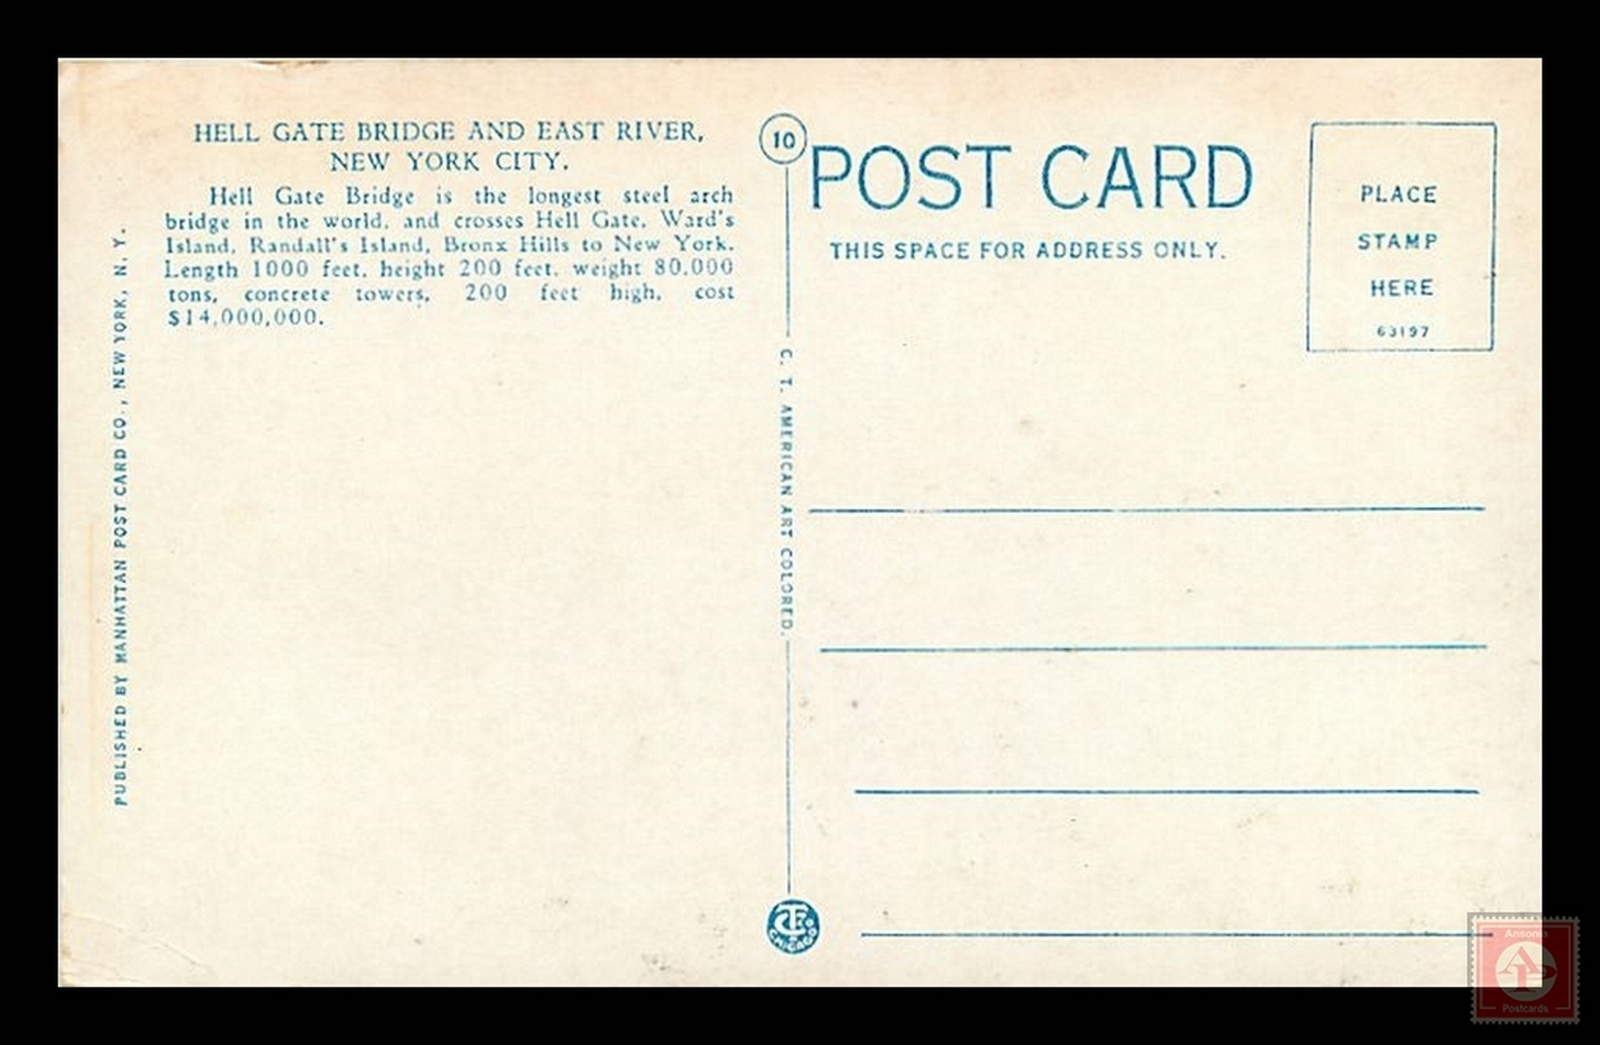 HELL GATE BRIDGE AND EAST RIVER,
NEW YORK CITY.
Hell Gate Bridge is the longest steel arch
bridge in the world, and crosses Hell Gate, Ward's
Island, Randall's Island, Bronx Hills to New York.
Length 1000 feet, height 200 feet, weight 80,000
tons, concrete towers, 200 feet high, cost
$14,000,000.
PUBLISHED BY MANHATTAN POST CARD CO., NEW YORK, N. Y.
10
C. T. AMERICAN ART COLORED.
CT
CHICAGO
POST CARD
THIS SPACE FOR ADDRESS ONLY.
PLACE
STAMP
HERE
63197
Ansonia
AP
Postcards